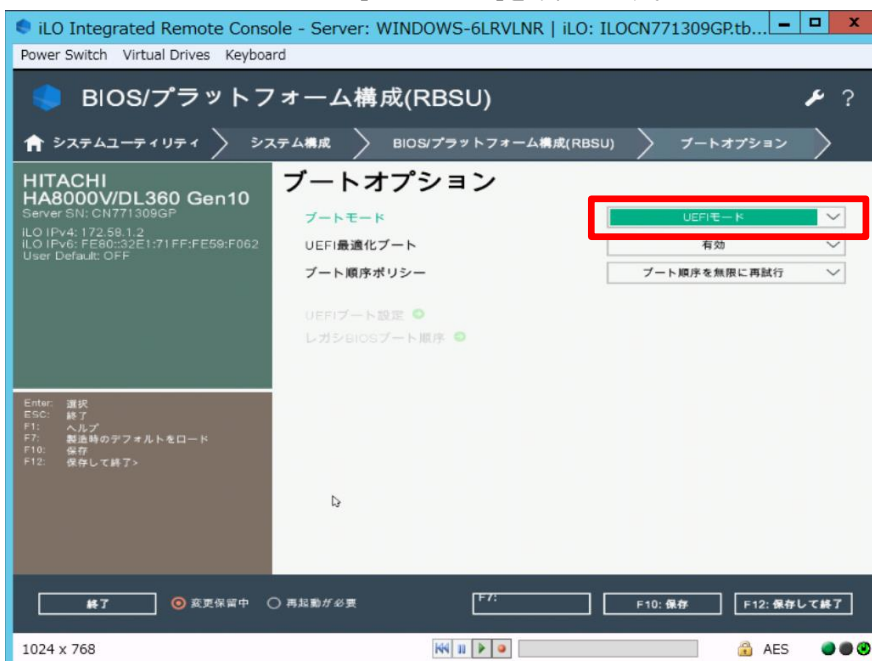 iLO Integrated Remote Console - Server: WINDOWS-6LRVLNR | iLO: ILOCN771309GP.tb...
Power Switch Virtual Drives Keyboard
BIOS/プラットフォーム構成(RBSU)
?
システムユーティリティ
システム構成
BIOS/プラットフォーム構成(RBSU)
ブートオプション
HITACHI
HA8000V/DL360 Gen10
Server SN: CN771309GP
iLO IPv4: 172.58.1.2
iLO IPv6: FE80::32E1:71FF:FE59:F062
User Default: OFF
Enter: 選択
ESC: 終了
F1: ヘルプ
F7: 製造時のデフォルトをロード
F10: 保存
F12: 保存して終了>
ブートオプション
ブートモード UEFIモード
UEFI最適化ブート 有効
ブート順序ポリシー ブート順序を無限に再試行
UEFIブート設定
レガシBIOSブート順序
終了 変更保留中 再起動が必要 F7: F10: 保存 F12: 保存して終了
1024 x 768 AES